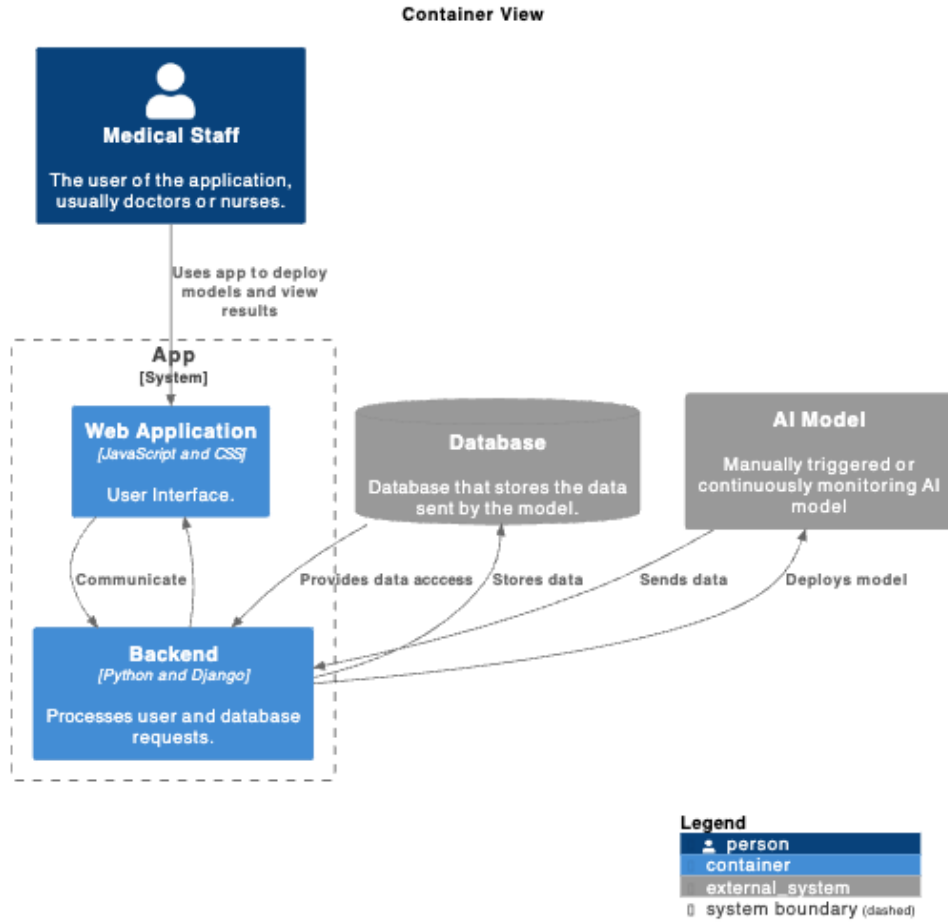 Container View
Medical Staff
The user of the application,
usually doctors or nurses.
Uses app to deploy
models and view
results
App
[System]
Web Application
[JavaScript and CSS]
User Interface.
Database
Database that stores the data
sent by the model.
AI Model
Manually triggered or
continuously monitoring AI
model
Communicate
Provides data acccess
Stores data
Sends data
Deploys model
Backend
[Python and Django]
Processes user and database
requests.
Legend
person
container
external_system
system boundary (dashed)